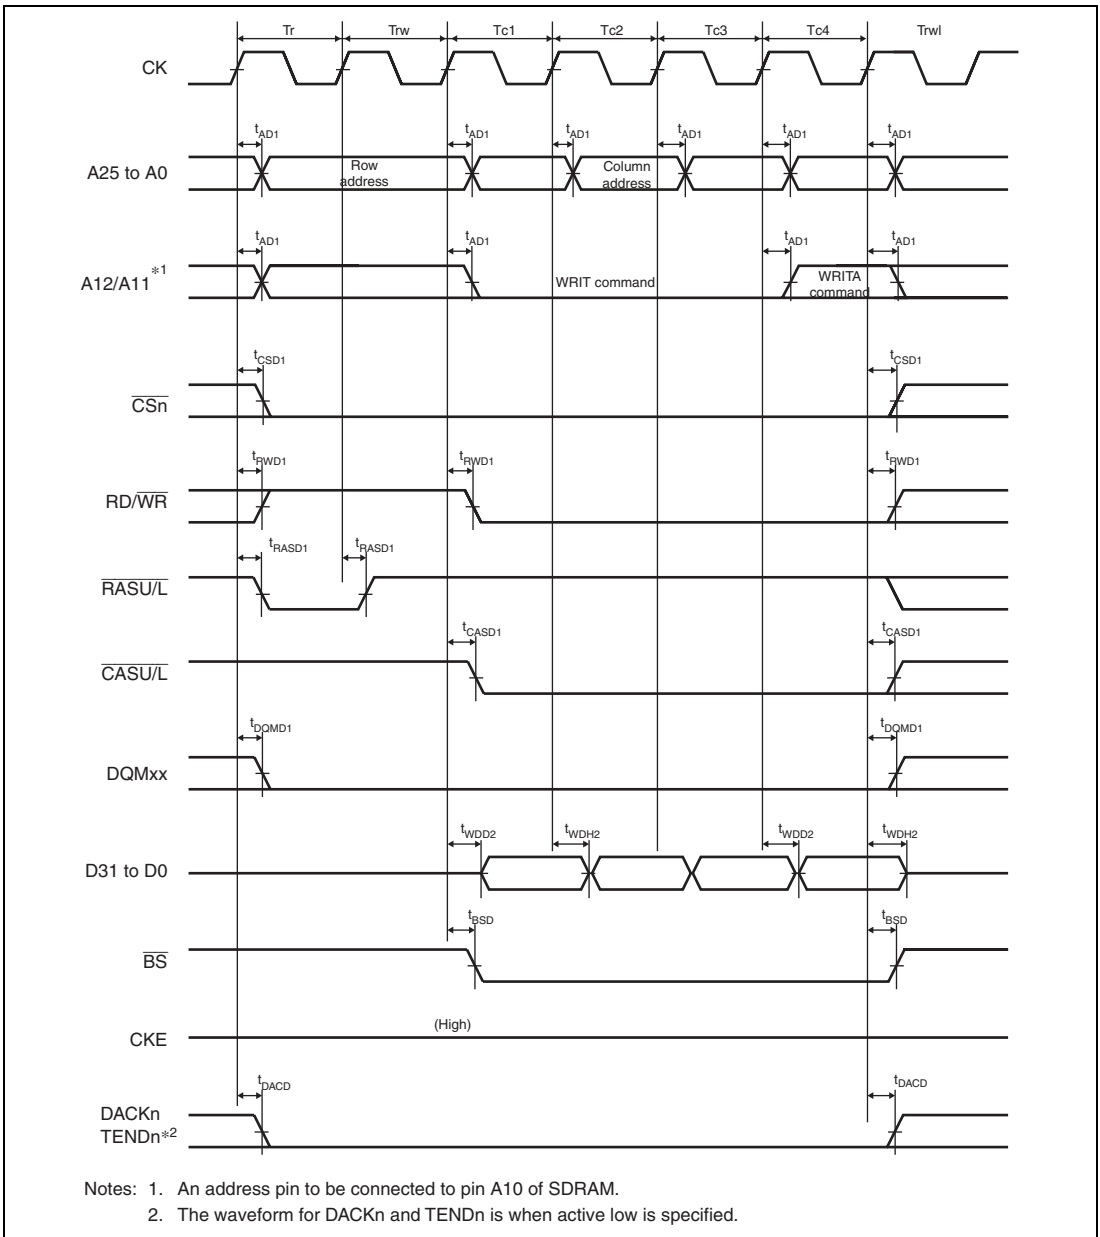 Tr Trw Tc1 Tc2 Tc3 Tc4 Trwl
CK
tAD1 tAD1 tAD1 tAD1 tAD1 tAD1
A25 to A0
Row address
Column address
tAD1 tAD1 tAD1 tAD1
A12/A11*1
WRIT command
WRITA command
tCSD1 tCSD1
CSn
tRWD1 tRWD1 tRWD1
RD/WR
tRASD1 tRASD1
RASU/L
tCASD1 tCASD1
CASU/L
tDQMD1 tDQMD1
DQMxx
tWDD2 tWDH2 tWDD2 tWDH2
D31 to D0
tBSD tBSD
BS
(High)
CKE
tDACD tDACD
DACKn
TENDn*2
Notes: 1. An address pin to be connected to pin A10 of SDRAM.
2. The waveform for DACKn and TENDn is when active low is specified.